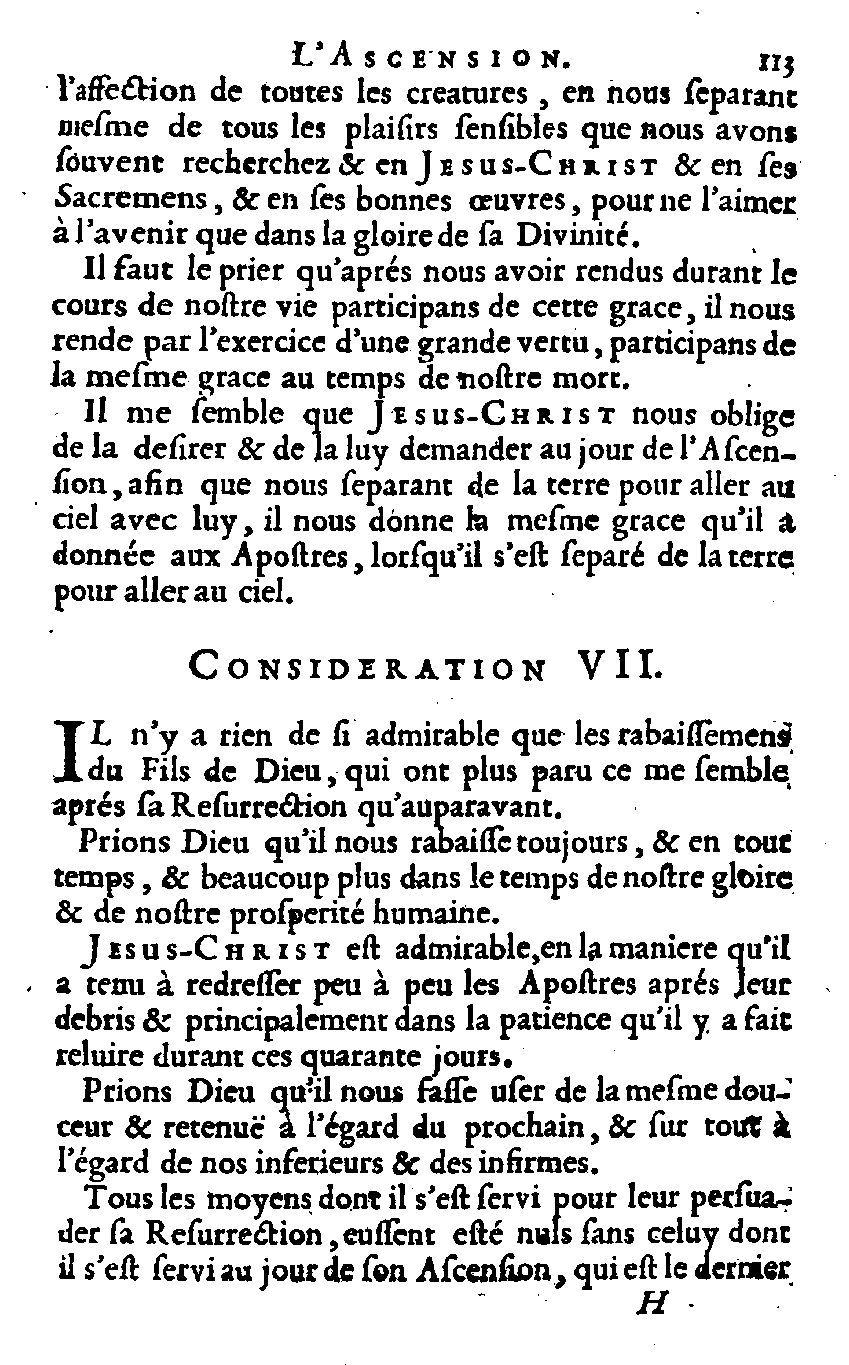 L'ASCENSION. 113
l'affection de toutes les creatures, en nous ſeparant
meſme de tous les plaiſirs ſenſibles que nous avons
ſouvent recherchez & en JESUS-CHRIST & en ſes
Sacremens, & en ſes bonnes œuvres, pour ne l'aimer
à l'avenir que dans la gloire de ſa Divinité.
Il faut le prier qu'aprés nous avoir rendus durant le
cours de noſtre vie participans de cette grace, il nous
rende par l'exercice d'une grande vertu, participans de
la meſme grace au temps de noſtre mort.
Il me ſemble que JESUS-CHRIST nous oblige
de la deſirer & de la luy demander au jour de l'Aſcen-
ſion, afin que nous ſeparant de la terre pour aller au
ciel avec luy, il nous donne la meſme grace qu'il a
donnée aux Apoſtres, lorſqu'il s'eſt ſeparé de la terre
pour aller au ciel.
CONSIDERATION VII.
IL n'y a rien de ſi admirable que les rabaiſſemens
du Fils de Dieu, qui ont plus paru ce me ſemble
aprés ſa Reſurrection qu'auparavant.
Prions Dieu qu'il nous rabaiſſe toujours, & en tout
temps, & beaucoup plus dans le temps de noſtre gloire
& de noſtre proſperité humaine.
JESUS-CHRIST eſt admirable, en la maniere qu'il
a tenu à redreſſer peu à peu les Apoſtres aprés leur
debris & principalement dans la patience qu'il y a fait
reluire durant ces quarante jours.
Prions Dieu qu'il nous faſſe uſer de la meſme dou-
ceur & retenuë à l'égard du prochain, & ſur tout à
l'égard de nos inferieurs & des infirmes.
Tous les moyens dont il s'eſt ſervi pour leur perſua-
der ſa Reſurrection, euſſent eſté nuls ſans celuy dont
il s'eſt ſervi au jour de ſon Aſcenſion, qui eſt le dernier
H